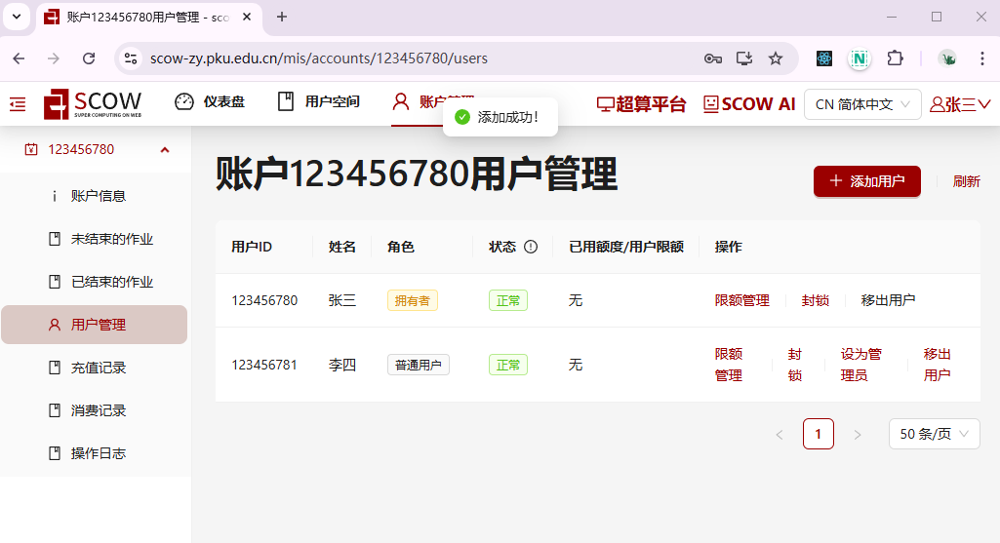 账户123456780用户管理 - sco
scow-zy.pku.edu.cn/mis/accounts/123456780/users
SCOW
SUPER COMPUTING ON WEB
仪表盘
用户空间
账户管理
超算平台
SCOW AI
CN 简体中文
张三
添加成功！
123456780
账户信息
未结束的作业
已结束的作业
用户管理
充值记录
消费记录
操作日志
账户123456780用户管理
添加用户
刷新
用户ID 姓名 角色 状态 已用额度/用户限额 操作
123456780 张三 拥有者 正常 无 限额管理 封锁 移出用户
123456781 李四 普通用户 正常 无 限额管理 封锁 设为管理员 移出用户
1
50 条/页